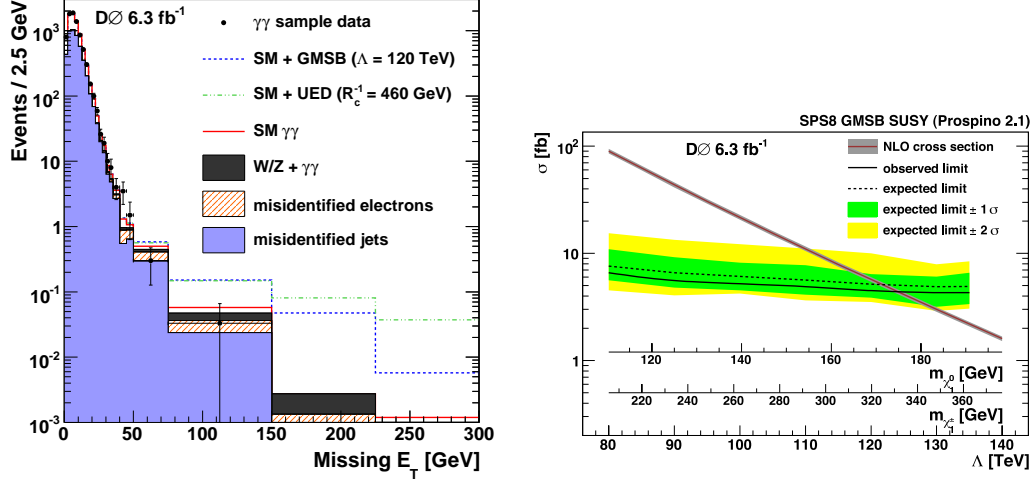 DØ 6.3 fb⁻¹
γγ sample data
SM + GMSB (Λ = 120 TeV)
SM + UED (R_c⁻¹ = 460 GeV)
SM γγ
W/Z + γγ
misidentified electrons
misidentified jets
Events / 2.5 GeV
10³
10²
10
1
10⁻¹
10⁻²
10⁻³
0 50 100 150 200 250 300
Missing E_T [GeV]
SPS8 GMSB SUSY (Prospino 2.1)
DØ 6.3 fb⁻¹
NLO cross section
observed limit
expected limit
expected limit ± 1 σ
expected limit ± 2 σ
σ [fb]
10²
10
1
120 140 160 180
m_χ₁⁰ [GeV]
220 240 260 280 300 320 340 360
m_χ₁± [GeV]
80 90 100 110 120 130 140
Λ [TeV]